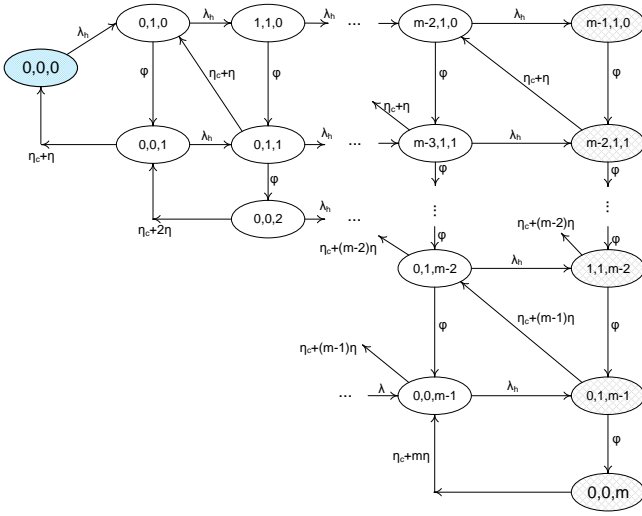 λh λh λh λh λh
0,0,0 0,1,0 1,1,0 ... m-2,1,0 m-1,1,0
φ ηc+η φ φ ηc+η φ
ηc+η
0,0,1 λh 0,1,1 λh ... m-3,1,1 λh m-2,1,1
ηc+η φ φ φ
0,0,2 λh ... ⋮ ⋮
ηc+2η
ηc+(m-2)η φ ηc+(m-2)η φ
0,1,m-2 λh 1,1,m-2
φ ηc+(m-1)η φ
ηc+(m-1)η
... λ 0,0,m-1 λh 0,1,m-1
φ
ηc+mη
0,0,m